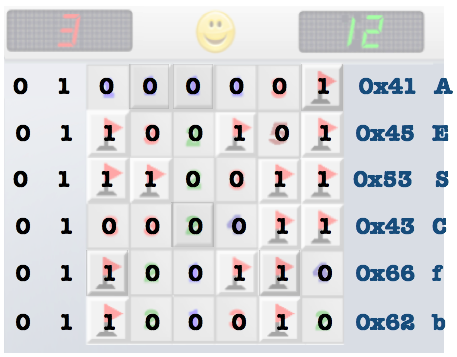 3 12
0 1 0 0 0 0 0 1 0x41 A
0 1 1 0 0 1 0 1 0x45 E
0 1 1 1 0 0 1 1 0x53 S
0 1 0 0 0 0 1 1 0x43 C
0 1 1 0 0 1 1 0 0x66 f
0 1 1 0 0 0 1 0 0x62 b